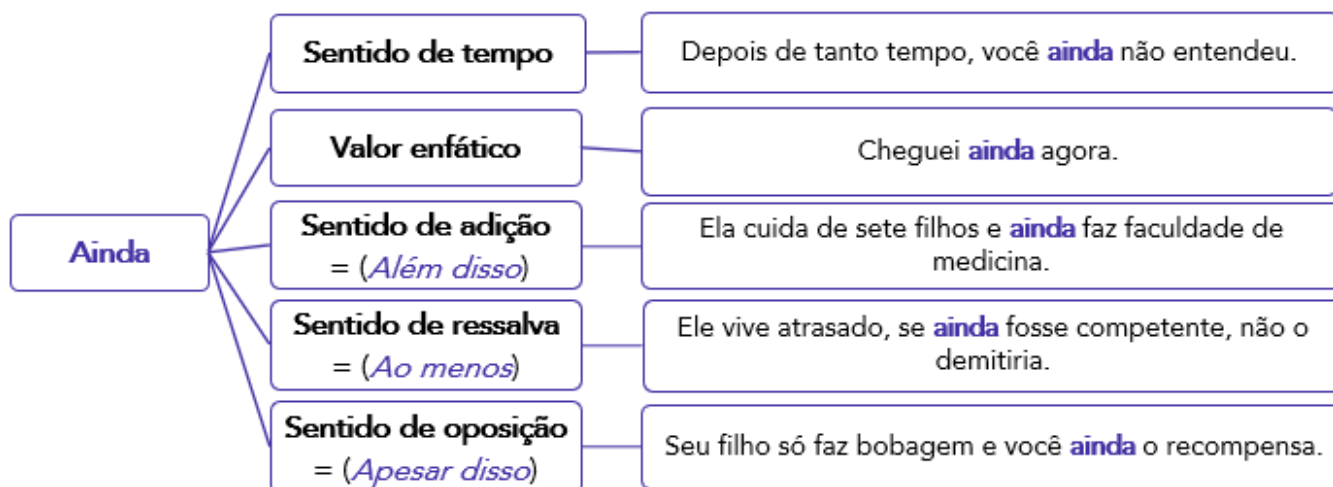 Sentido de tempo
Depois de tanto tempo, você ainda não entendeu.
Valor enfático
Cheguei ainda agora.
Ainda
Sentido de adição
= (Além disso)
Ela cuida de sete filhos e ainda faz faculdade de
medicina.
Sentido de ressalva
= (Ao menos)
Ele vive atrasado, se ainda fosse competente, não o
demitiria.
Sentido de oposição
= (Apesar disso)
Seu filho só faz bobagem e você ainda o recompensa.